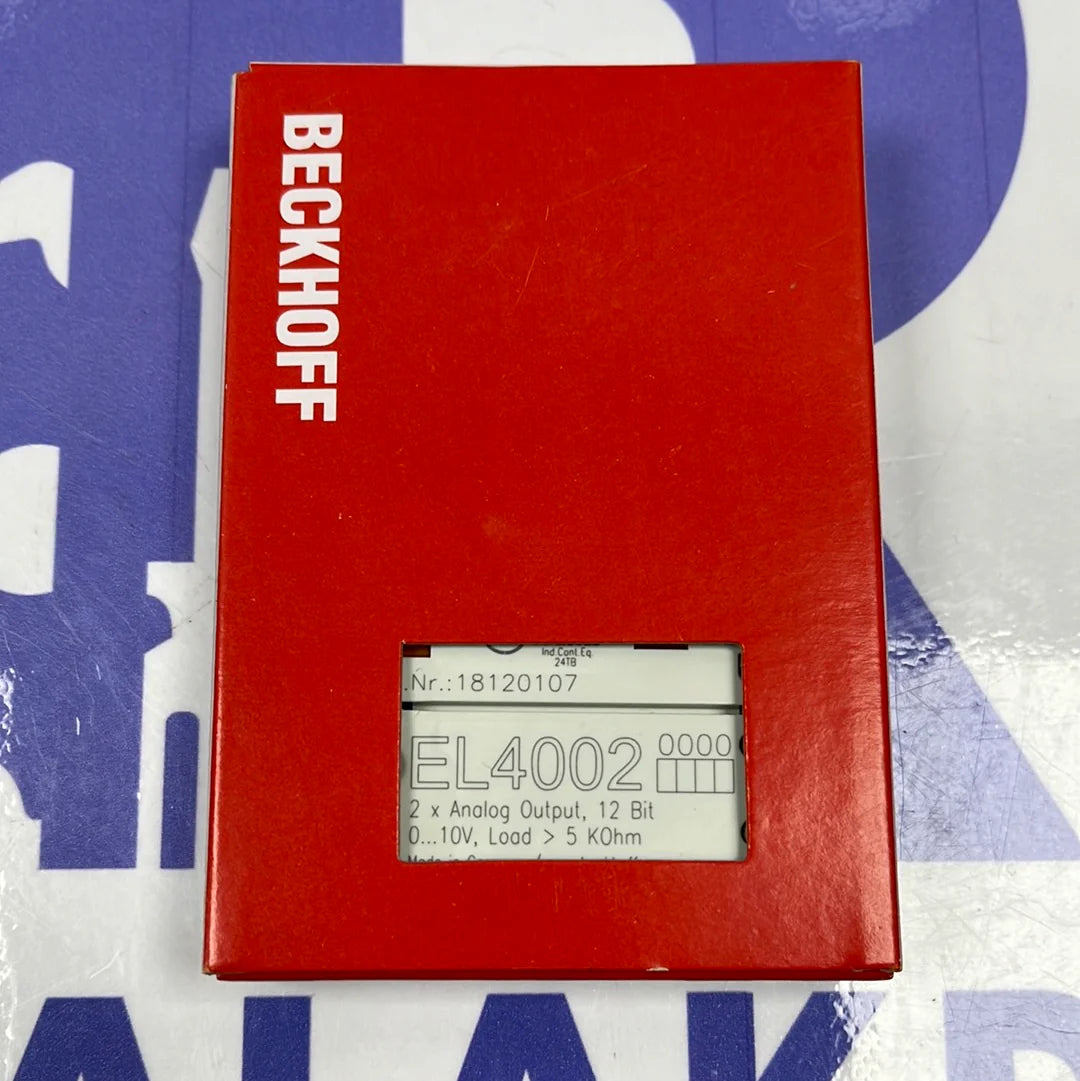 BECKHOFF
Ind.Cont.Eq.
24TB
.Nr.:18120107
EL4002 0000
2 x Analog Output, 12 Bit
0...10V, Load > 5 KOhm
ALAK